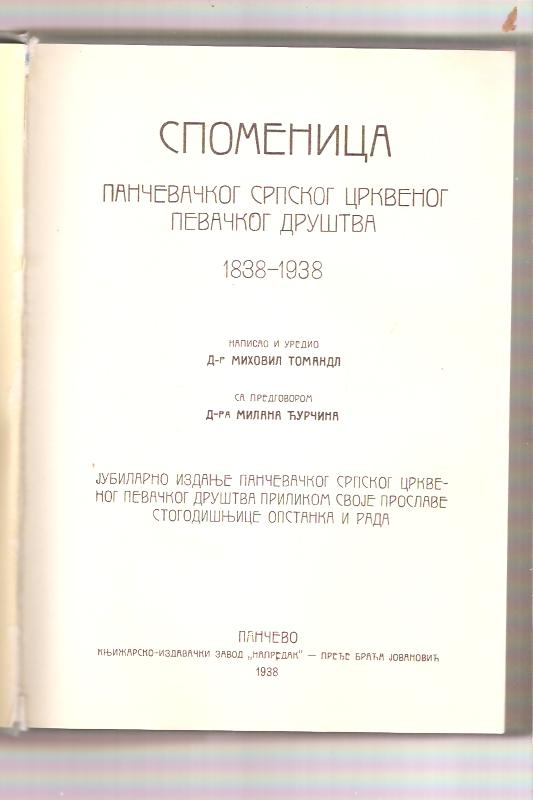 СПОМЕНИЦА
ПАНЧЕВАЧКОГ СРПСКОГ ЦРКВЕНОГ
ПЕВАЧКОГ ДРУШТВА
1838–1938
НАПИСАО И УРЕДИО
Д-Р МИХОВИЛ ТОМАНДЛ
СА ПРЕДГОВОРОМ
Д-РА МИЛАНА ЋУРЧИНА
ЈУБИЛАРНО ИЗДАЊЕ ПАНЧЕВАЧКОГ СРПСКОГ ЦРКВЕ-
НОГ ПЕВАЧКОГ ДРУШТВА ПРИЛИКОМ СВОЈЕ ПРОСЛАВЕ
СТОГОДИШЊИЦЕ ОПСТАНКА И РАДА
ПАНЧЕВО
КЊИЖАРСКО-ИЗДАВАЧКИ ЗАВОД „НАПРЕДАК" — ПРЕЂЕ БРАЋА ЈОВАНОВИЋ
1938